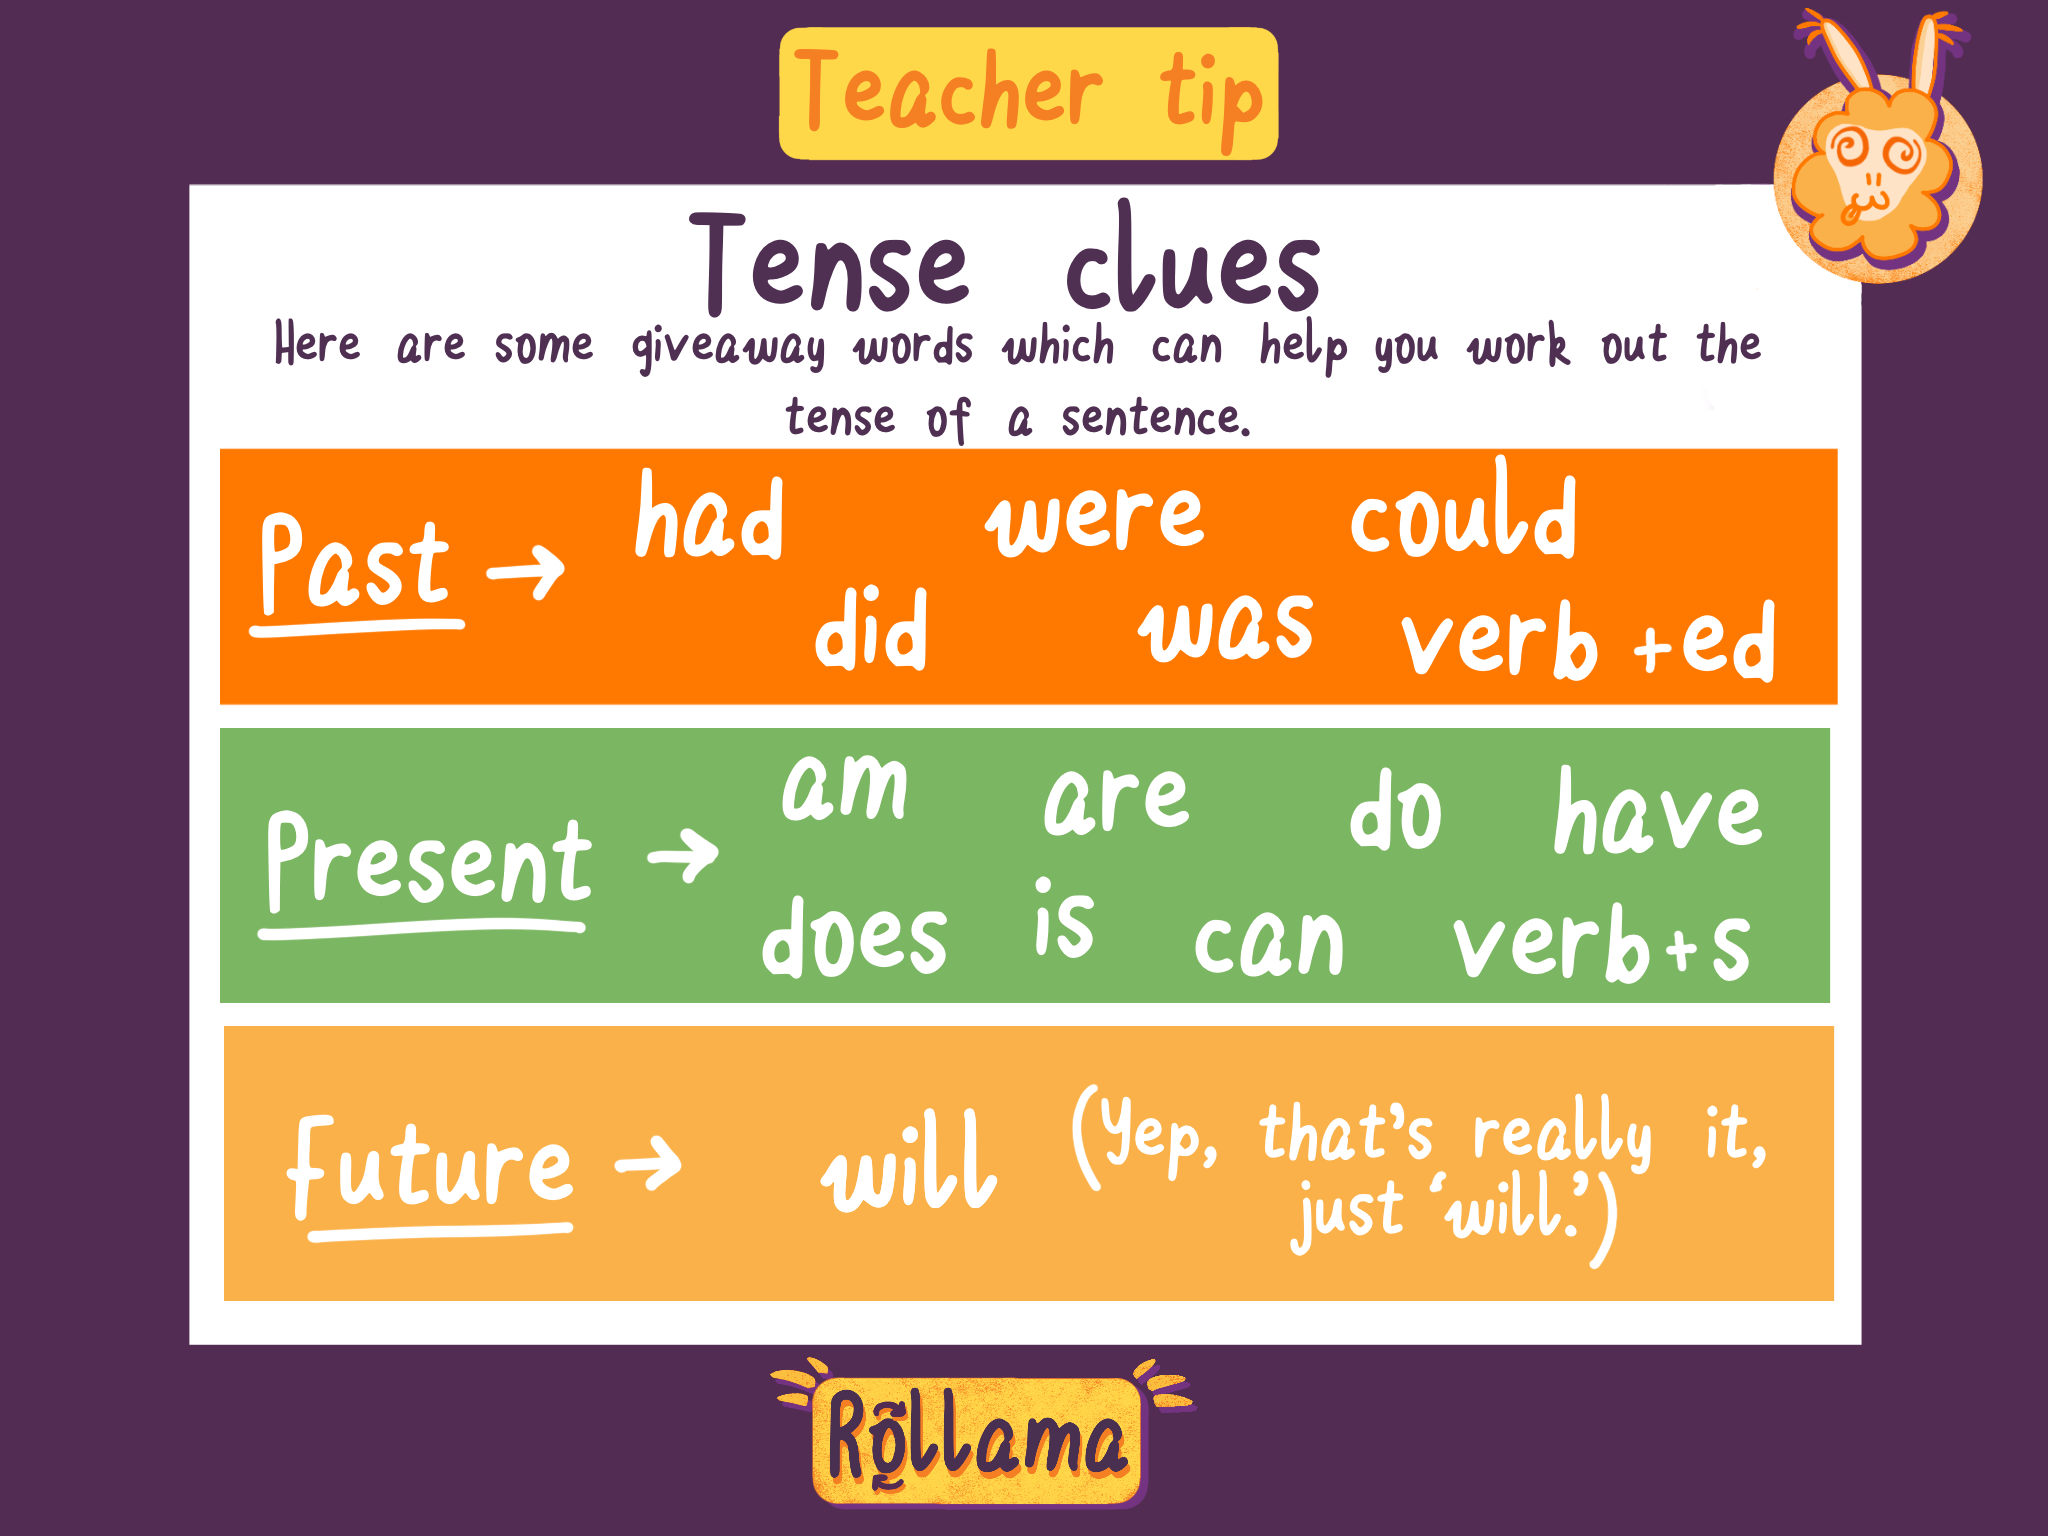 Teacher tip
Tense clues
Here are some giveaway words which can help you work out the
tense of a sentence.
Past → had were could
did was verb +ed
Present → am are do have
does is can verb+s
Future → will (Yep, that's really it,
just ‘will.’)
Rollama